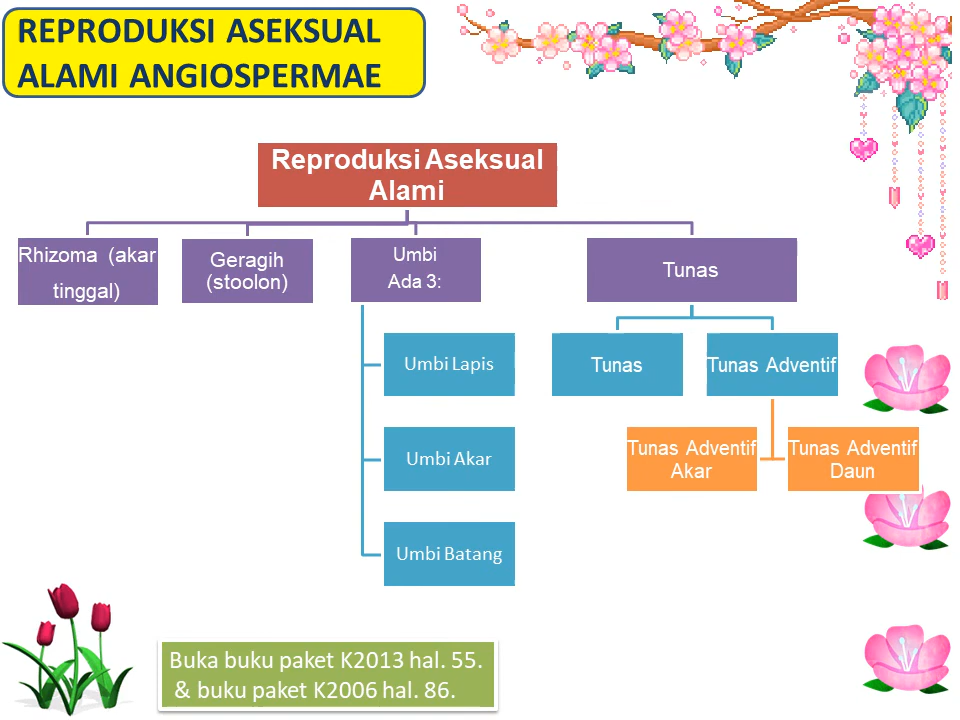 REPRODUKSI ASEKSUAL
ALAMI ANGIOSPERMAE
Reproduksi Aseksual
Alami
Rhizoma (akar
tinggal)
Geragih
(stoolon)
Umbi
Ada 3:
Tunas
Umbi Lapis
Umbi Akar
Umbi Batang
Tunas
Tunas Adventif
Tunas Adventif
Akar
Tunas Adventif
Daun
Buka buku paket K2013 hal. 55.
& buku paket K2006 hal. 86.